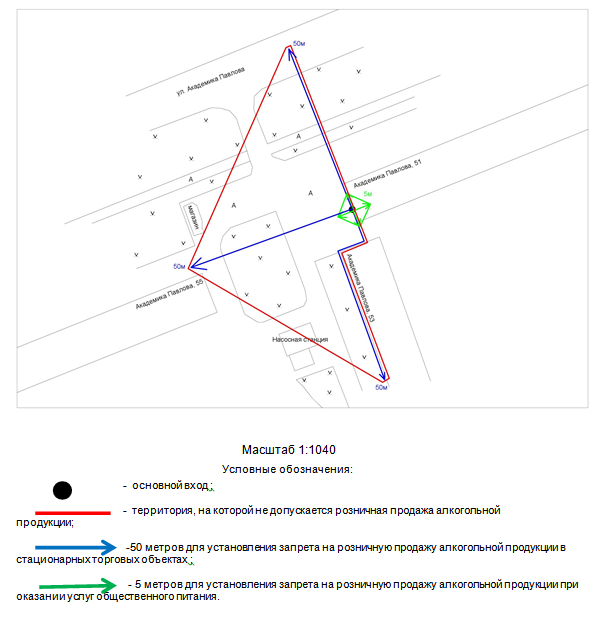 50м
ул. Академика Павлова
v
v
v
v
v
v
v
v
А
v
v
v
Академика Павлова, 51
v
А
А
5м
v
А
магазин
v
v
v
v
v
50м
v
v
Академика Павлова, 55
Академика Павлова, 53
v
v
v
Насосная станция
v
v
v
v
50м
v
Масштаб 1:1040
Условные обозначения:
- основной вход ;
- территория, на которой не допускается розничная продажа алкогольной
продукции;
-50 метров для установления запрета на розничную продажу алкогольной продукции в
стационарных торговых объектах ;
- 5 метров для установления запрета на розничную продажу алкогольной продукции при
оказании услуг общественного питания.